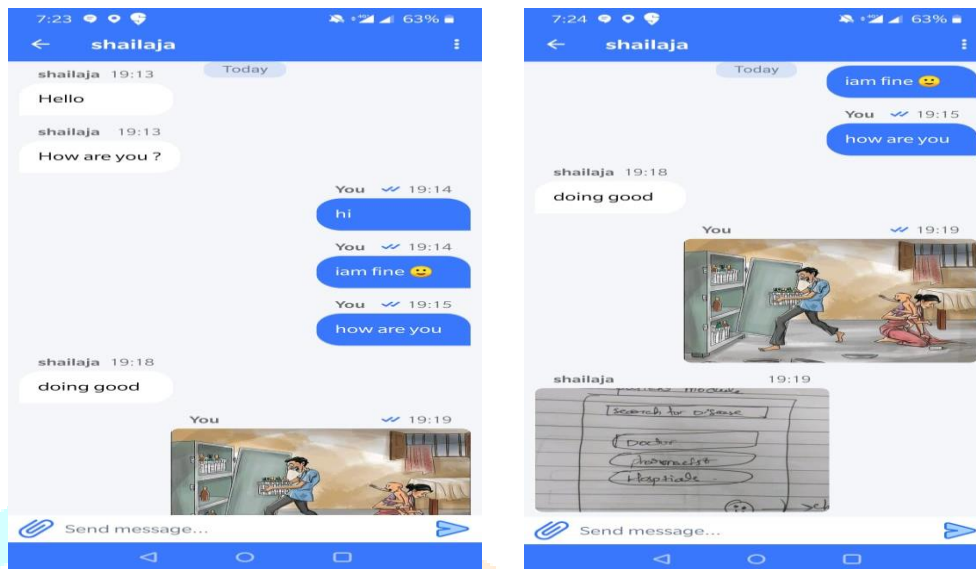 7:23
63%
shailaja
Today
shailaja 19:13
Hello
shailaja 19:13
How are you ?
You 19:14
hi
You 19:14
iam fine 🙂
You 19:15
how are you
shailaja 19:18
doing good
You 19:19
Send message...
7:24
63%
shailaja
Today
iam fine 🙂
You 19:15
how are you
shailaja 19:18
doing good
You 19:19
shailaja 19:19
search for
Doctor
Hospitals
Send message...